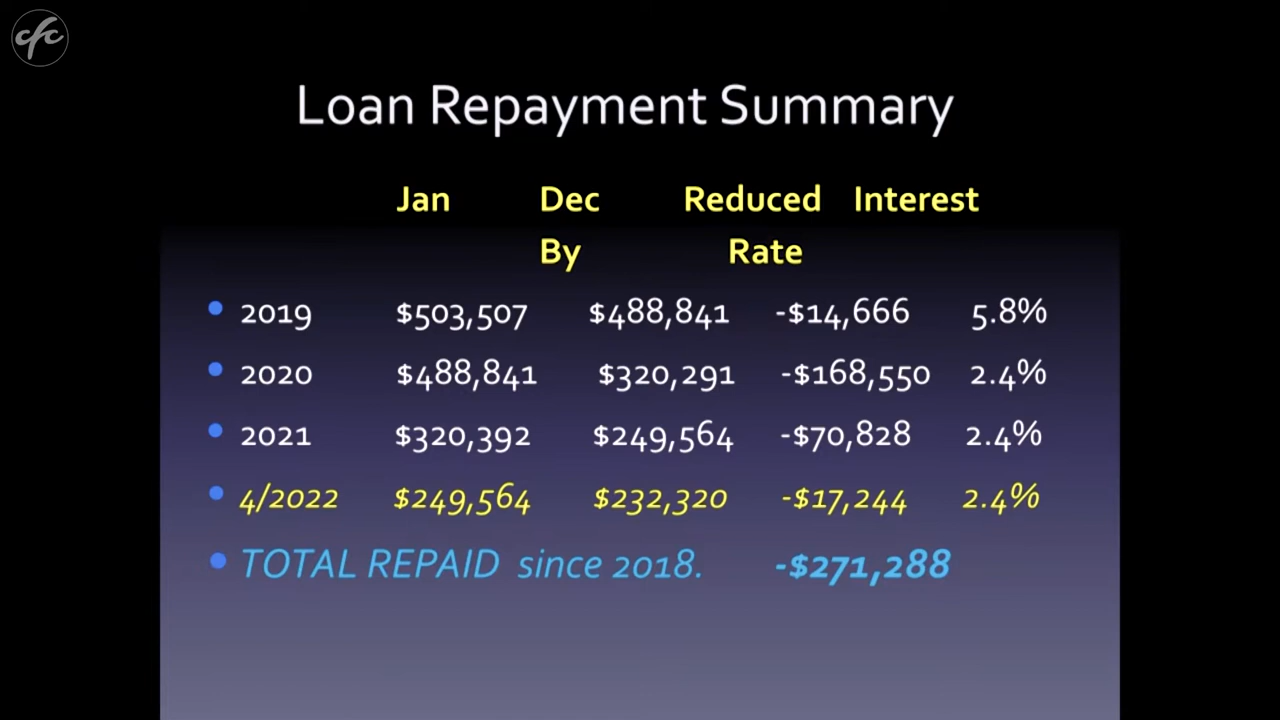 cfc
Loan Repayment Summary
Jan Dec Reduced Interest
By Rate
• 2019 $503,507 $488,841 -$14,666 5.8%
• 2020 $488,841 $320,291 -$168,550 2.4%
• 2021 $320,392 $249,564 -$70,828 2.4%
• 4/2022 $249,564 $232,320 -$17,244 2.4%
• TOTAL REPAID since 2018. -$271,288